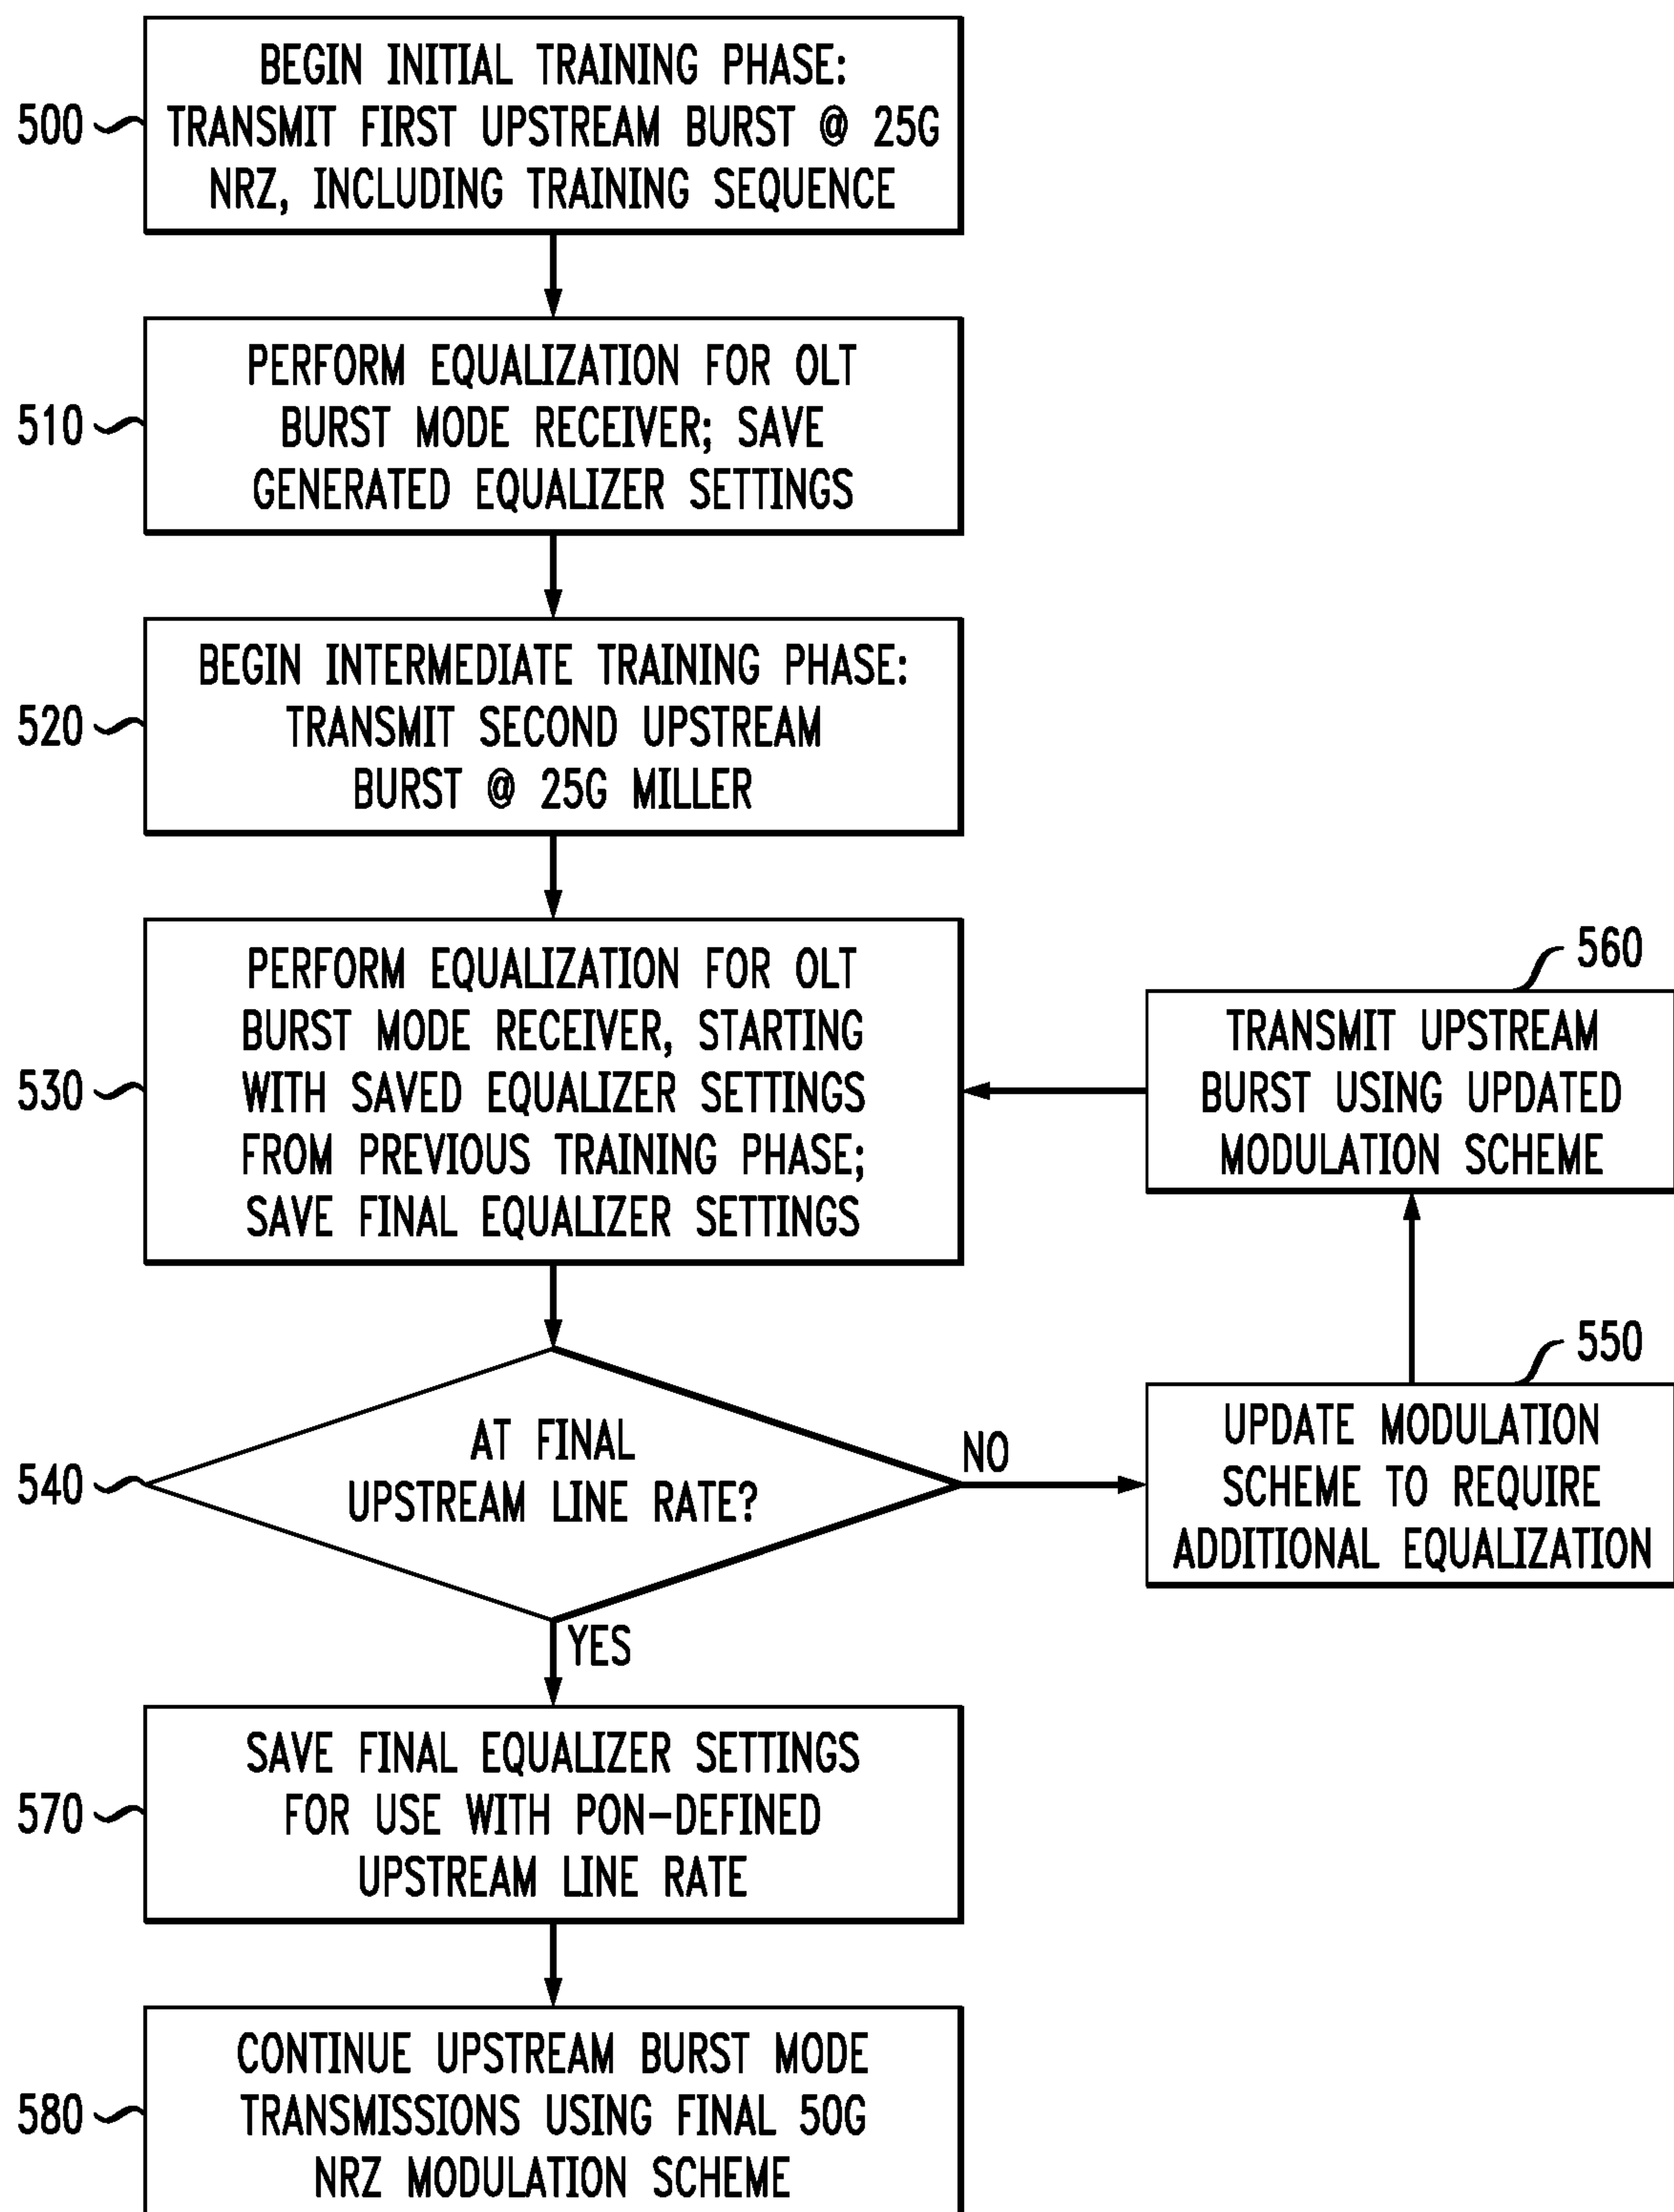 500
BEGIN INITIAL TRAINING PHASE:
TRANSMIT FIRST UPSTREAM BURST @ 25G
NRZ, INCLUDING TRAINING SEQUENCE
510
PERFORM EQUALIZATION FOR OLT
BURST MODE RECEIVER; SAVE
GENERATED EQUALIZER SETTINGS
520
BEGIN INTERMEDIATE TRAINING PHASE:
TRANSMIT SECOND UPSTREAM
BURST @ 25G MILLER
530
PERFORM EQUALIZATION FOR OLT
BURST MODE RECEIVER, STARTING
WITH SAVED EQUALIZER SETTINGS
FROM PREVIOUS TRAINING PHASE;
SAVE FINAL EQUALIZER SETTINGS
540
AT FINAL
UPSTREAM LINE RATE?
NO
550
UPDATE MODULATION
SCHEME TO REQUIRE
ADDITIONAL EQUALIZATION
560
TRANSMIT UPSTREAM
BURST USING UPDATED
MODULATION SCHEME
YES
570
SAVE FINAL EQUALIZER SETTINGS
FOR USE WITH PON-DEFINED
UPSTREAM LINE RATE
580
CONTINUE UPSTREAM BURST MODE
TRANSMISSIONS USING FINAL 50G
NRZ MODULATION SCHEME